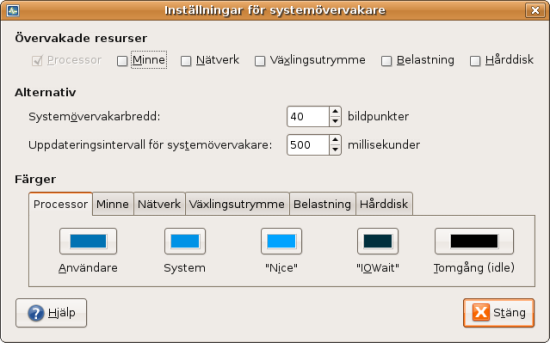 Inställningar för systemövervakare
Övervakade resurser
Processor Minne Nätverk Växlingsutrymme Belastning Hårddisk
Alternativ
Systemövervakarbredd: 40 bildpunkter
Uppdateringsintervall för systemövervakare: 500 millisekunder
Färger
Processor Minne Nätverk Växlingsutrymme Belastning Hårddisk
Användare System "Nice" "IOWait" Tomgång (idle)
Hjälp Stäng